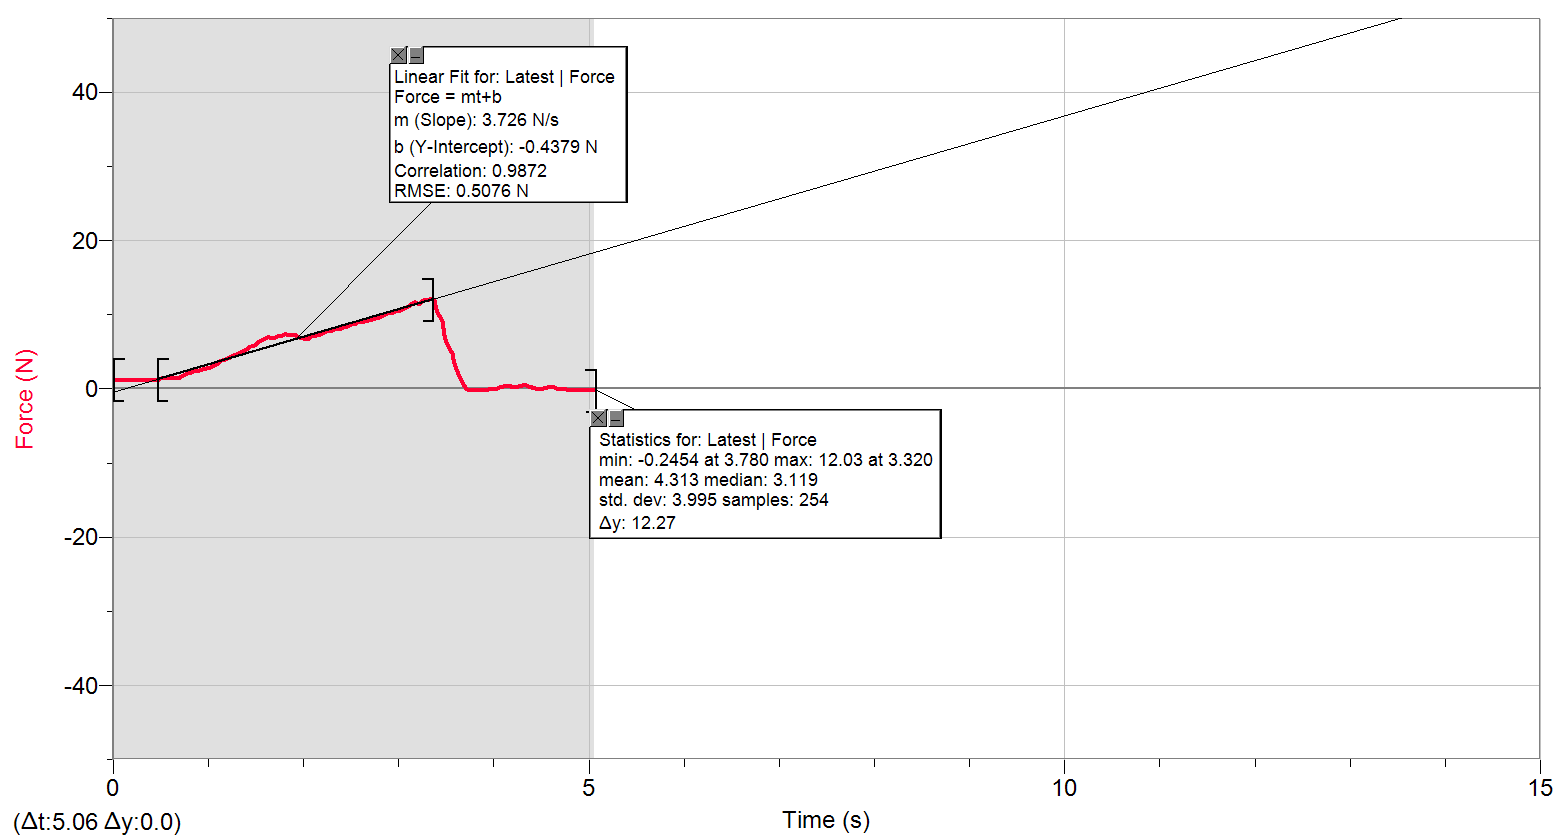 Linear Fit for: Latest | Force
Force = mt+b
m (Slope): 3.726 N/s
b (Y-Intercept): -0.4379 N
Correlation: 0.9872
RMSE: 0.5076 N
40
20
0
-20
-40
Force (N)
Statistics for: Latest | Force
min: -0.2454 at 3.780 max: 12.03 at 3.320
mean: 4.313 median: 3.119
std. dev: 3.995 samples: 254
Δy: 12.27
0 5 10 15
(Δt:5.06 Δy:0.0)
Time (s)